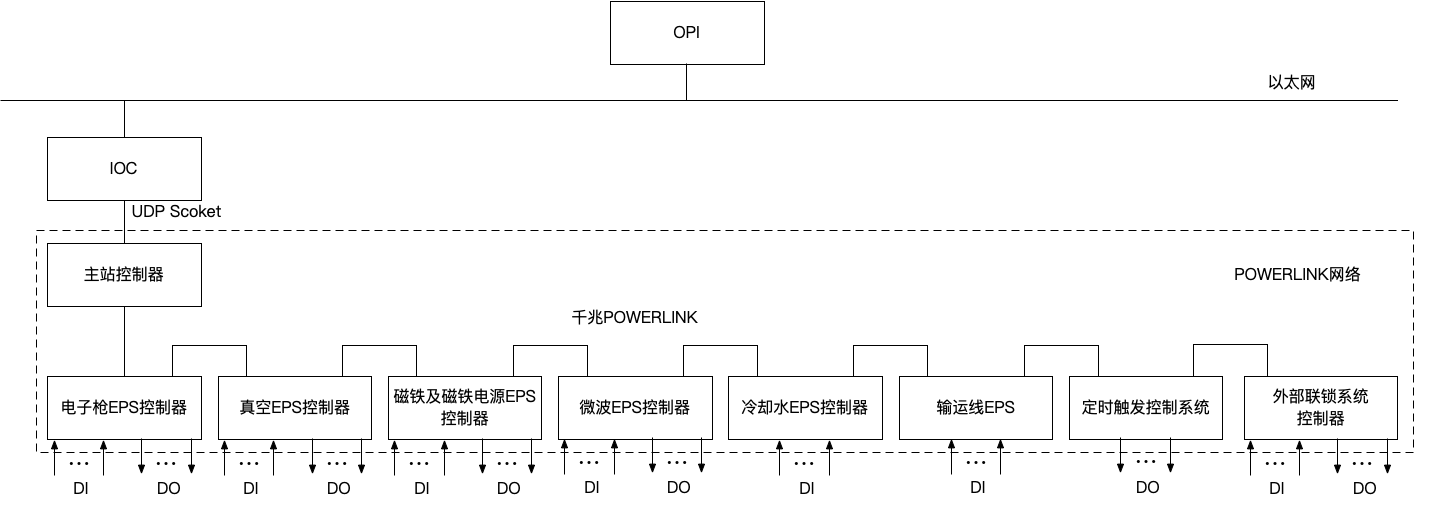 OPI
以太网
IOC
UDP Scoket
主站控制器
POWERLINK网络
千兆POWERLINK
电子枪EPS控制器
真空EPS控制器
磁铁及磁铁电源EPS
控制器
微波EPS控制器
冷却水EPS控制器
输运线EPS
定时触发控制系统
外部联锁系统
控制器
... ... ... ... ... ... ... ... ... ... ... ... ...
DI DO DI DO DI DO DI DO DI DI DO DI DO